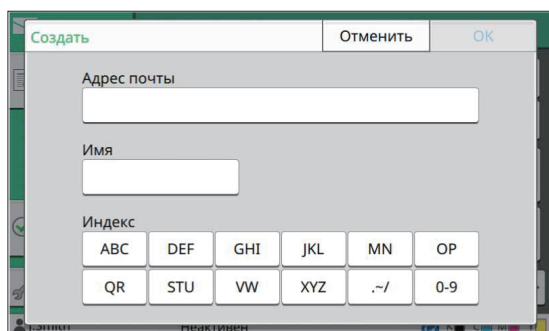 Создать
Отменить
OK
Адрес почты
Имя
Индекс
ABC DEF GHI JKL MN OP
QR STU VW XYZ .~/ 0-9
J.Smith
Неактивен
K C M Y